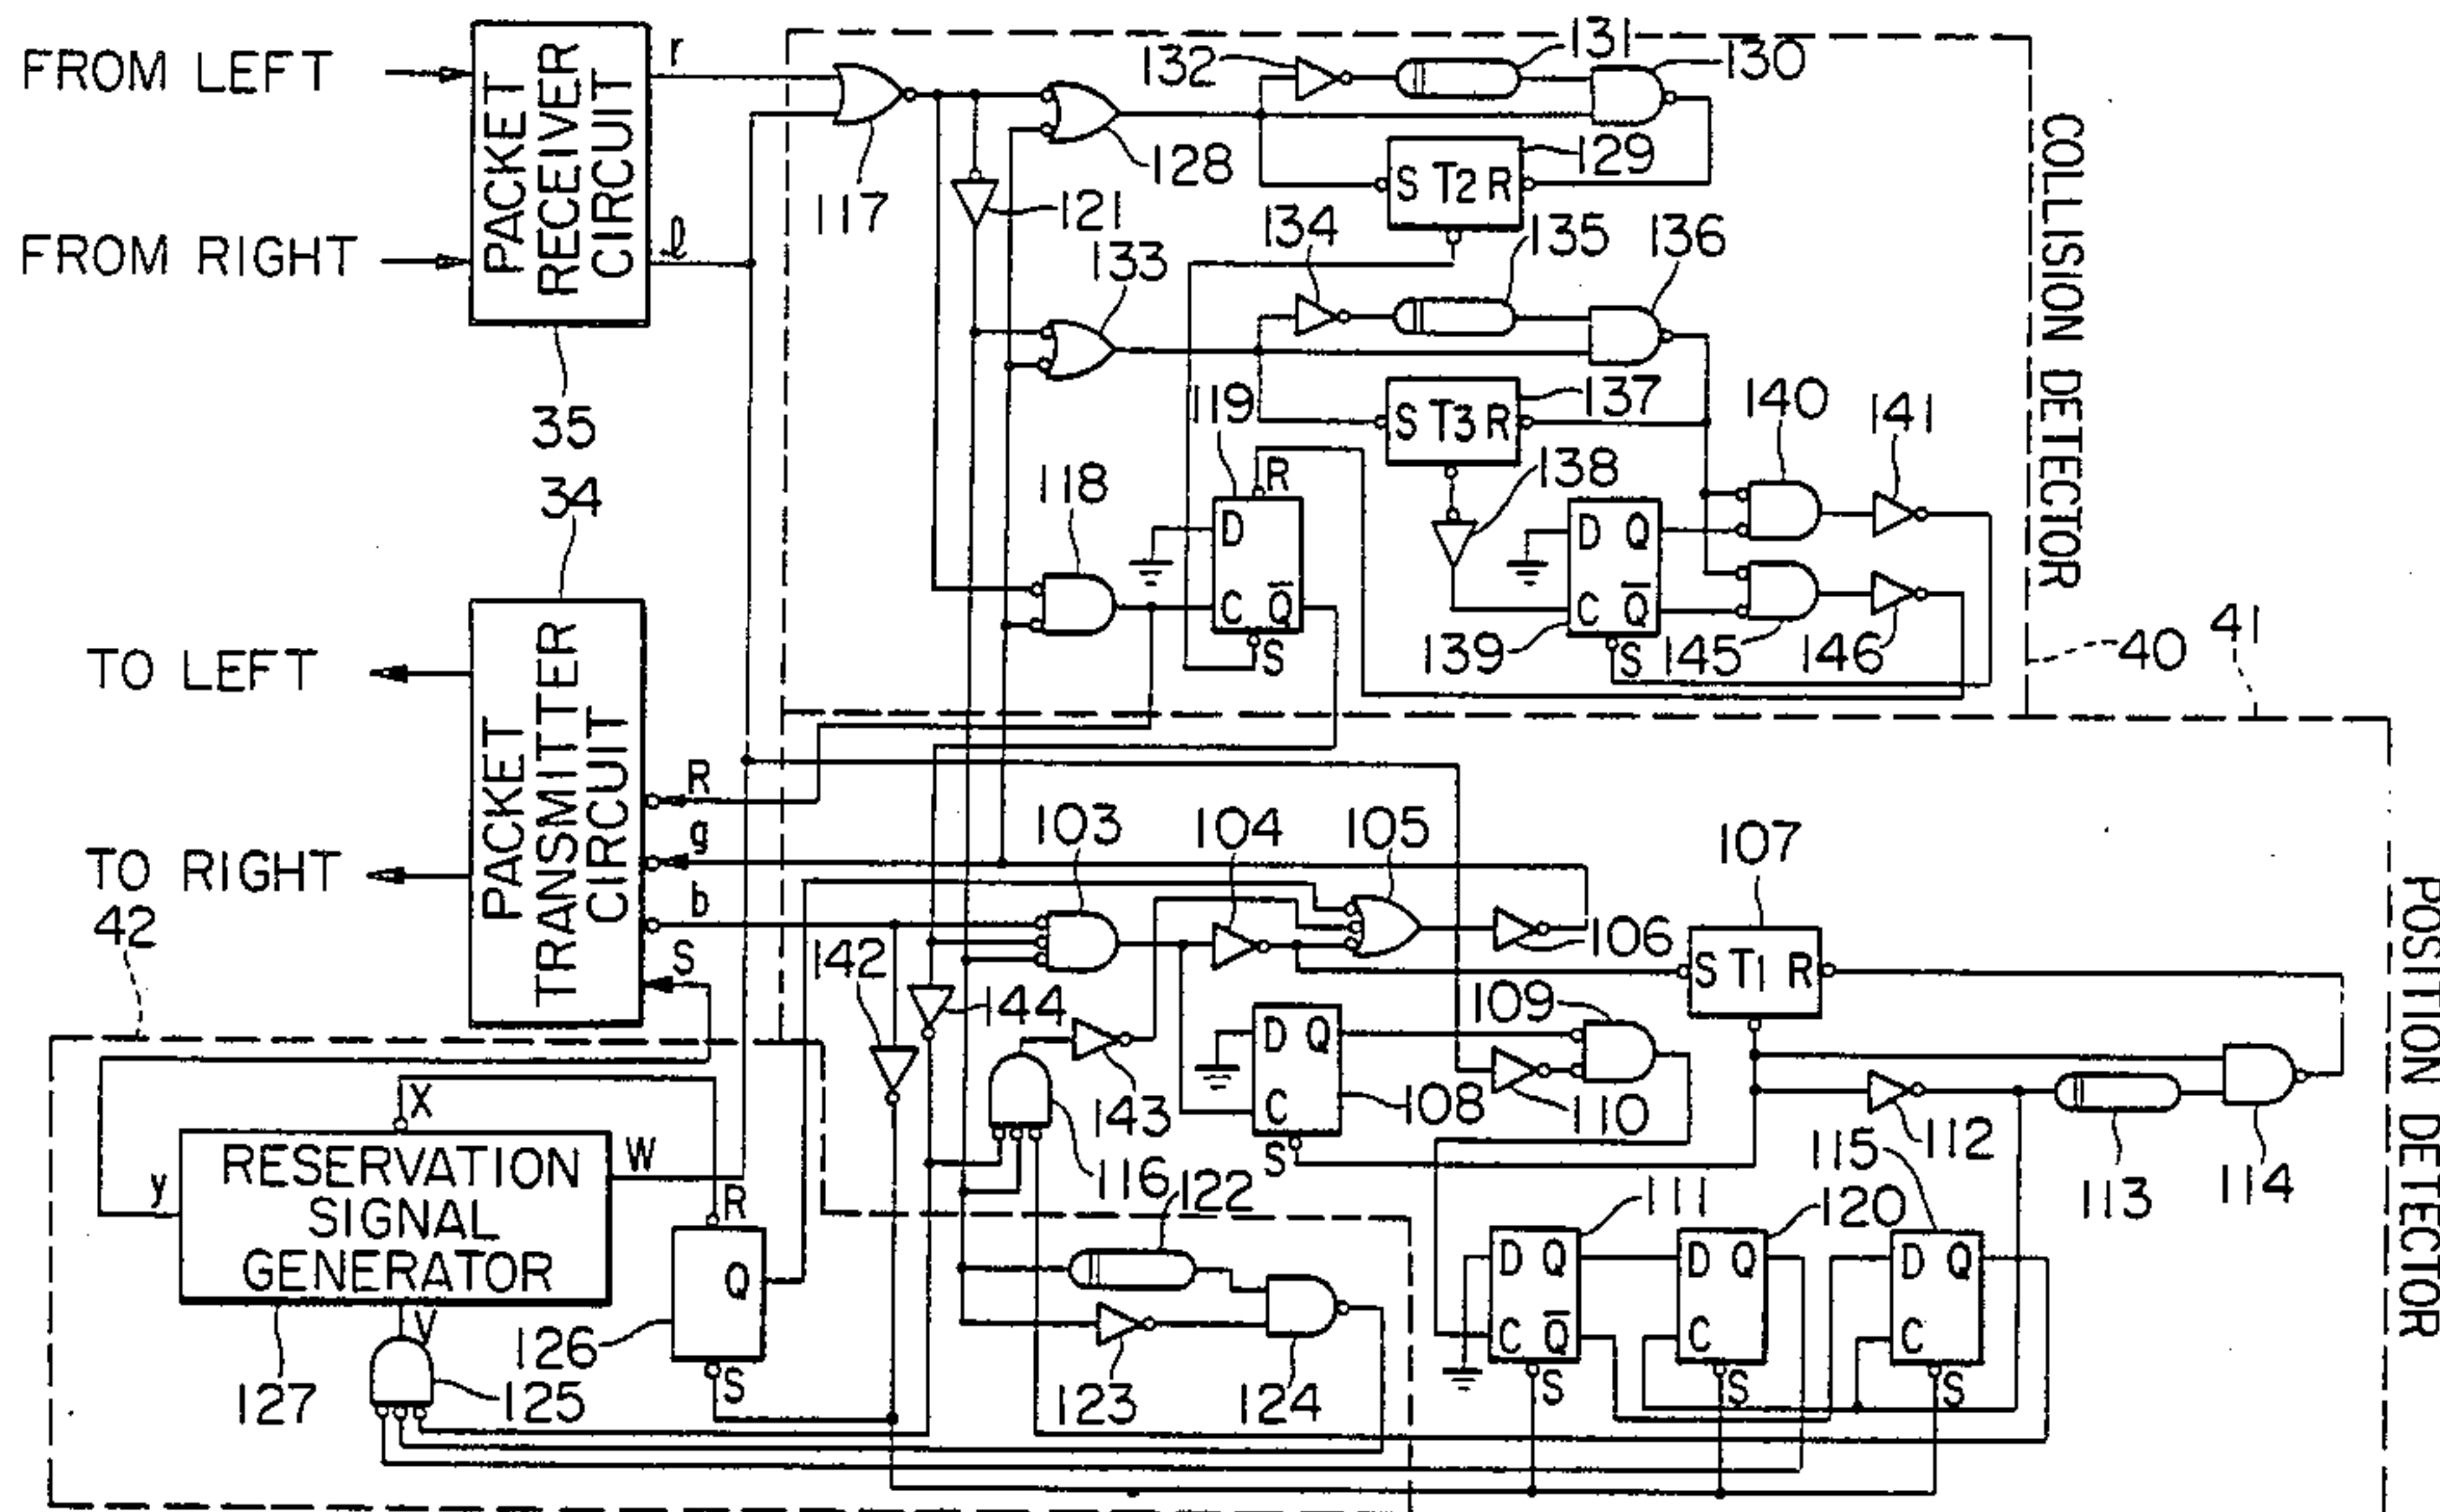 FROM LEFT
FROM RIGHT
PACKET
RECEIVER
CIRCUIT
r
ℓ
35
34
TO LEFT
TO RIGHT
42
PACKET
TRANSMITTER
CIRCUIT
R
g
b
S
117
121
128
132
131
130
129
S T2 R
133
134
135
136
137
S T3 R
119
118
R
D
C Q̅
S
138
139
D Q
C Q̅
S
140
141
145
146
COLLISION DETECTOR
40
41
103
104
105
106
107
S T1 R
109
142
144
143
116
D Q
C
S
108
110
112
113
114
115
111
120
POSITION DETECTOR
X
y
W
V
RESERVATION
SIGNAL
GENERATOR
127
125
126
R
Q
S
122
123
124
D Q
C Q̅
S
D Q
C
S
D Q
C
S